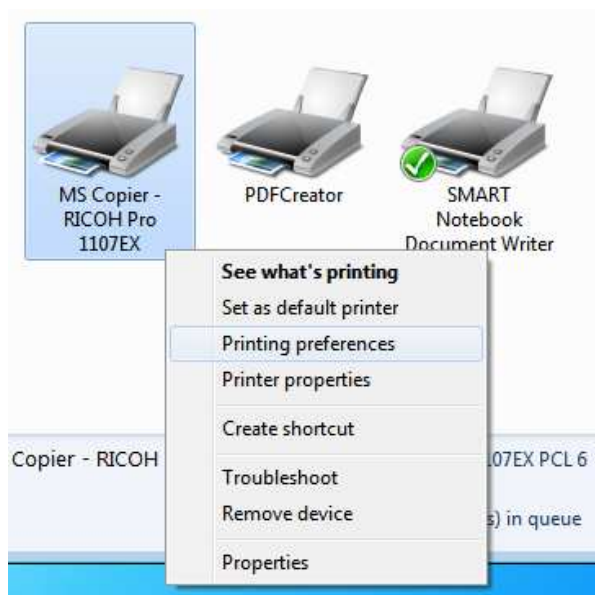 MS Copier -
RICOH Pro
1107EX
PDFCreator
SMART
Notebook
Document Writer
See what's printing
Set as default printer
Printing preferences
Printer properties
Create shortcut
Troubleshoot
Remove device
Properties
Copier - RICOH
07EX PCL 6
s) in queue